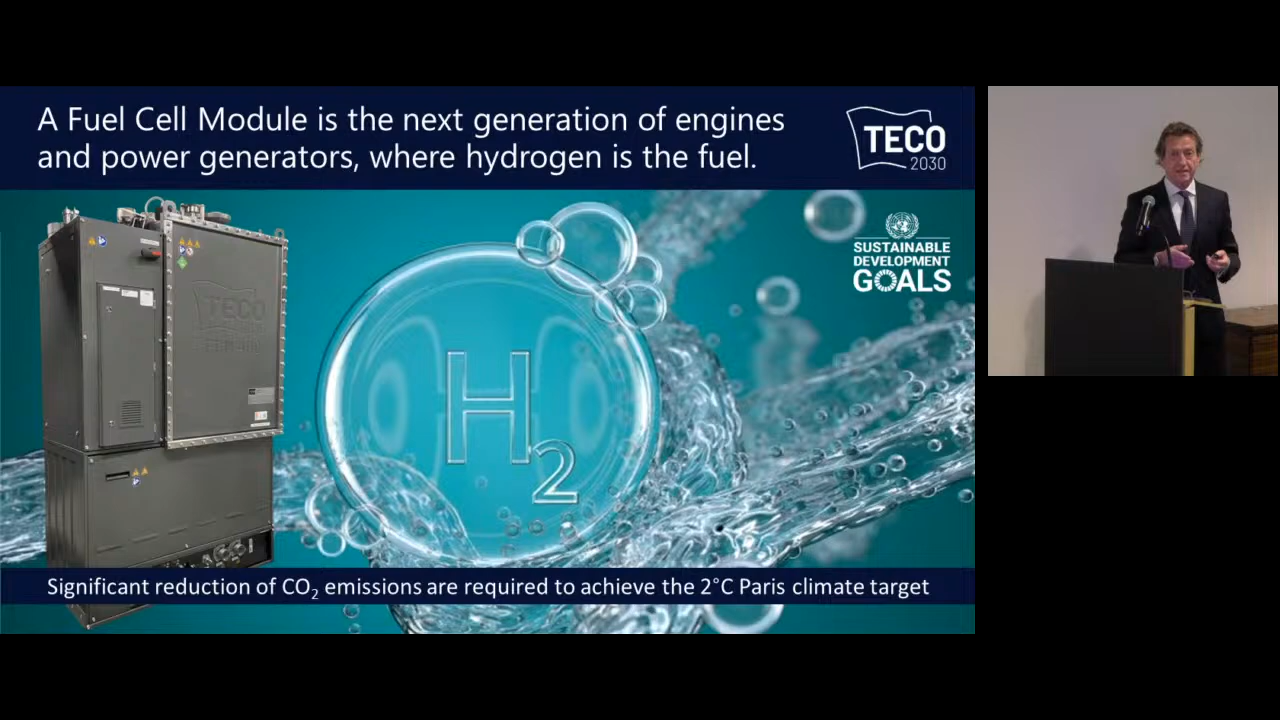 A Fuel Cell Module is the next generation of engines
and power generators, where hydrogen is the fuel.
TECO
2030
SUSTAINABLE
DEVELOPMENT
GOALS
TECO
H2
Significant reduction of CO2 emissions are required to achieve the 2°C Paris climate target